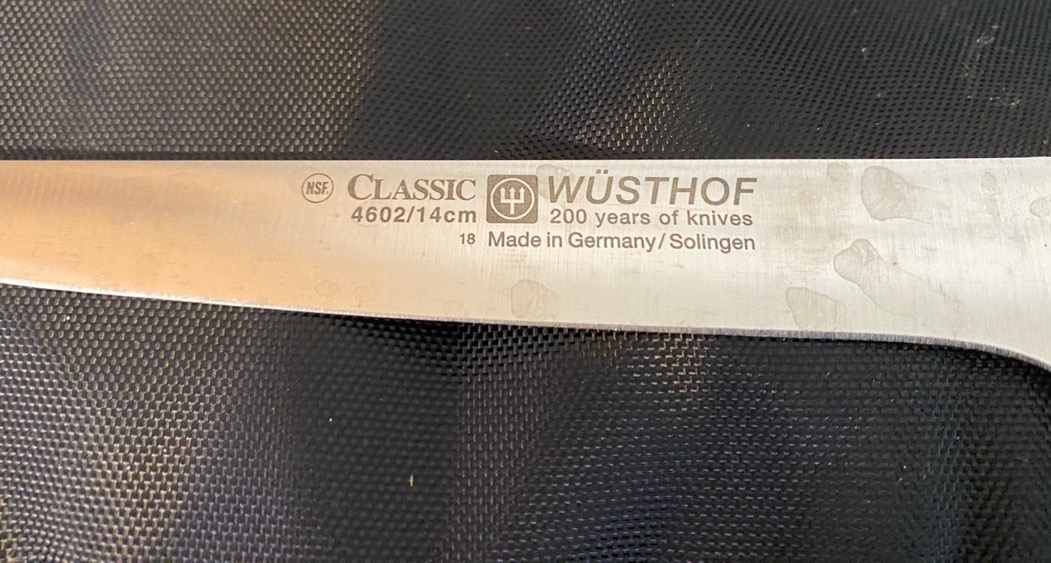 NSF. CLASSIC WÜSTHOF
4602/14cm 200 years of knives
18 Made in Germany/Solingen